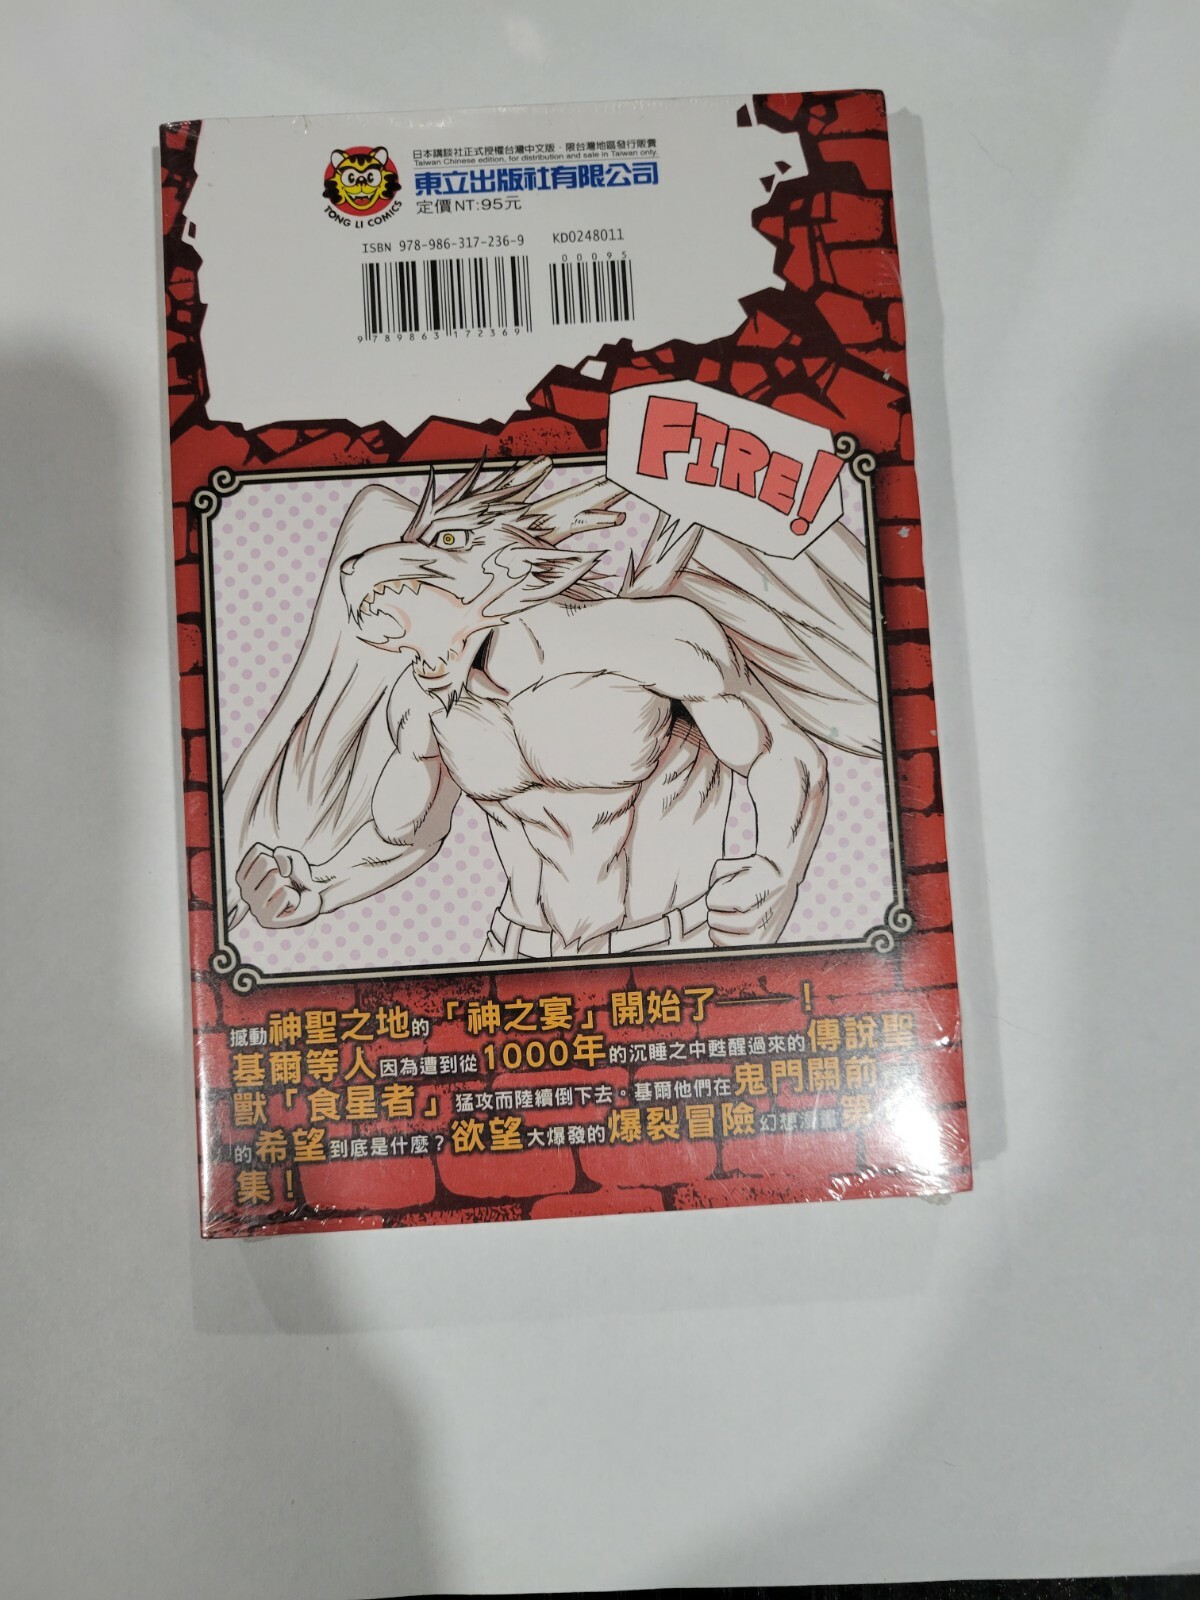 日本講談社正式授權台灣中文版‧限台灣地區發行販賣
Taiwan Chinese edition, for distribution and sale in Taiwan only.
東立出版社有限公司
定價NT:95元
TONG LI COMICS
ISBN 978-986-317-236-9 KD0248011
00095
9 789863 172369
FIRE!
撼動神聖之地的「神之宴」開始了——！
基爾等人因為遭到從1000年的沉睡之中甦醒過來的傳說聖
獸「食星者」猛攻而陸續倒下去。基爾他們在鬼門關前
的希望到底是什麼？欲望大爆發的爆裂冒險幻想漫畫第
集！